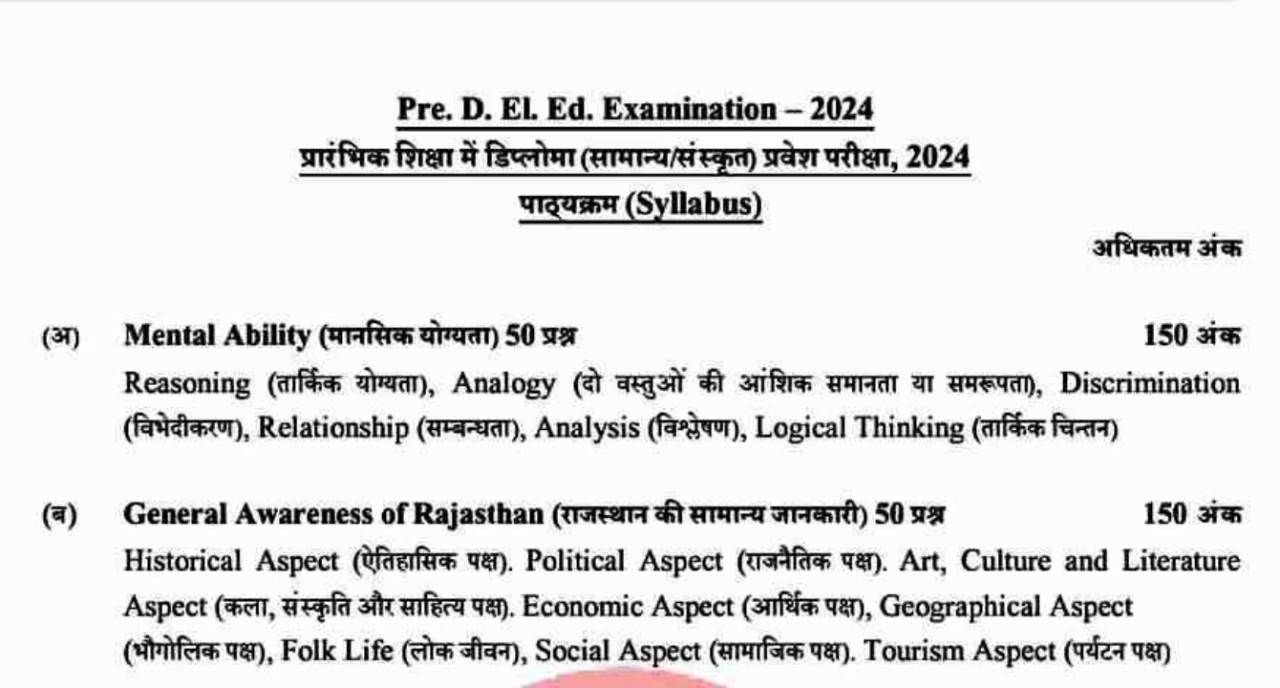 Pre. D. El. Ed. Examination – 2024
प्रारंभिक शिक्षा में डिप्लोमा (सामान्य/संस्कृत) प्रवेश परीक्षा, 2024
पाठ्यक्रम (Syllabus)
अधिकतम अंक
(अ) Mental Ability (मानसिक योग्यता) 50 प्रश्न 150 अंक
Reasoning (तार्किक योग्यता), Analogy (दो वस्तुओं की आंशिक समानता या समरूपता), Discrimination
(विभेदीकरण), Relationship (सम्बन्धता), Analysis (विश्लेषण), Logical Thinking (तार्किक चिन्तन)
(ब) General Awareness of Rajasthan (राजस्थान की सामान्य जानकारी) 50 प्रश्न 150 अंक
Historical Aspect (ऐतिहासिक पक्ष). Political Aspect (राजनैतिक पक्ष). Art, Culture and Literature
Aspect (कला, संस्कृति और साहित्य पक्ष). Economic Aspect (आर्थिक पक्ष), Geographical Aspect
(भौगोलिक पक्ष), Folk Life (लोक जीवन), Social Aspect (सामाजिक पक्ष). Tourism Aspect (पर्यटन पक्ष)